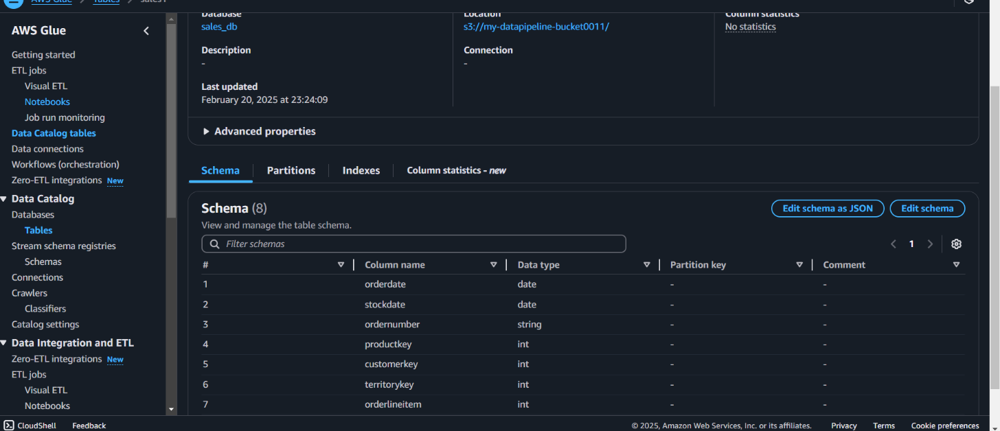 AWS Glue > Tables > sales1
AWS Glue
Getting started
ETL jobs
Visual ETL
Notebooks
Job run monitoring
Data Catalog tables
Data connections
Workflows (orchestration)
Zero-ETL integrations New
Data Catalog
Databases
Tables
Stream schema registries
Schemas
Connections
Crawlers
Classifiers
Catalog settings
Data Integration and ETL
Zero-ETL integrations New
ETL jobs
Visual ETL
Notebooks
Database
sales_db
Description
-
Last updated
February 20, 2025 at 23:24:09
Location
s3://my-datapipeline-bucket0011/
Connection
-
Column statistics
No statistics
Advanced properties
Schema Partitions Indexes Column statistics - new
Schema (8)
View and manage the table schema.
Edit schema as JSON Edit schema
Filter schemas
1
# Column name Data type Partition key Comment
1 orderdate date - -
2 stockdate date - -
3 ordernumber string - -
4 productkey int - -
5 customerkey int - -
6 territorykey int - -
7 orderlineitem int - -
CloudShell Feedback © 2025, Amazon Web Services, Inc. or its affiliates. Privacy Terms Cookie preferences